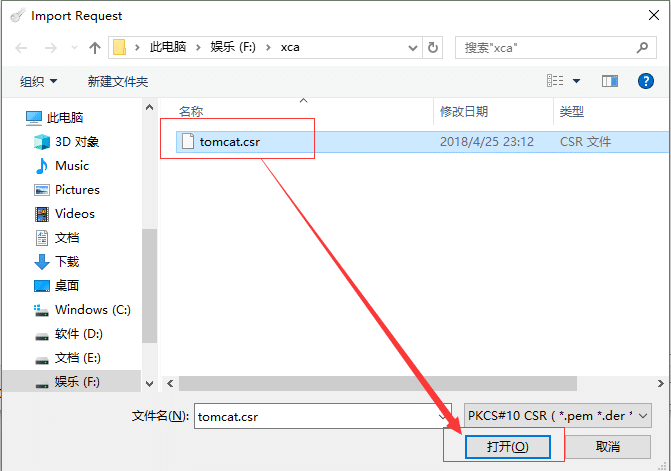 Import Request
此电脑 娱乐 (F:) xca
搜索"xca"
组织 新建文件夹
名称 修改日期 类型
tomcat.csr 2018/4/25 23:12 CSR 文件
此电脑
3D 对象
Music
Pictures
Videos
文档
下载
桌面
Windows (C:)
软件 (D:)
文档 (E:)
娱乐 (F:)
文件名(N): tomcat.csr PKCS#10 CSR ( *.pem *.der *
打开(O) 取消